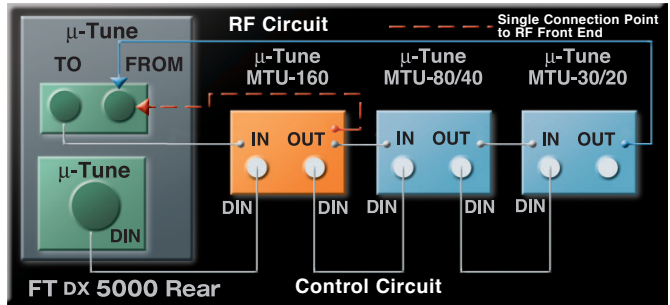 RF Circuit
Single Connection Point
to RF Front End
μ-Tune
TO FROM
μ-Tune
MTU-160
μ-Tune
MTU-80/40
μ-Tune
MTU-30/20
IN OUT
IN OUT
IN OUT
μ-Tune
DIN
DIN DIN
DIN DIN
DIN
FT DX 5000 Rear
Control Circuit